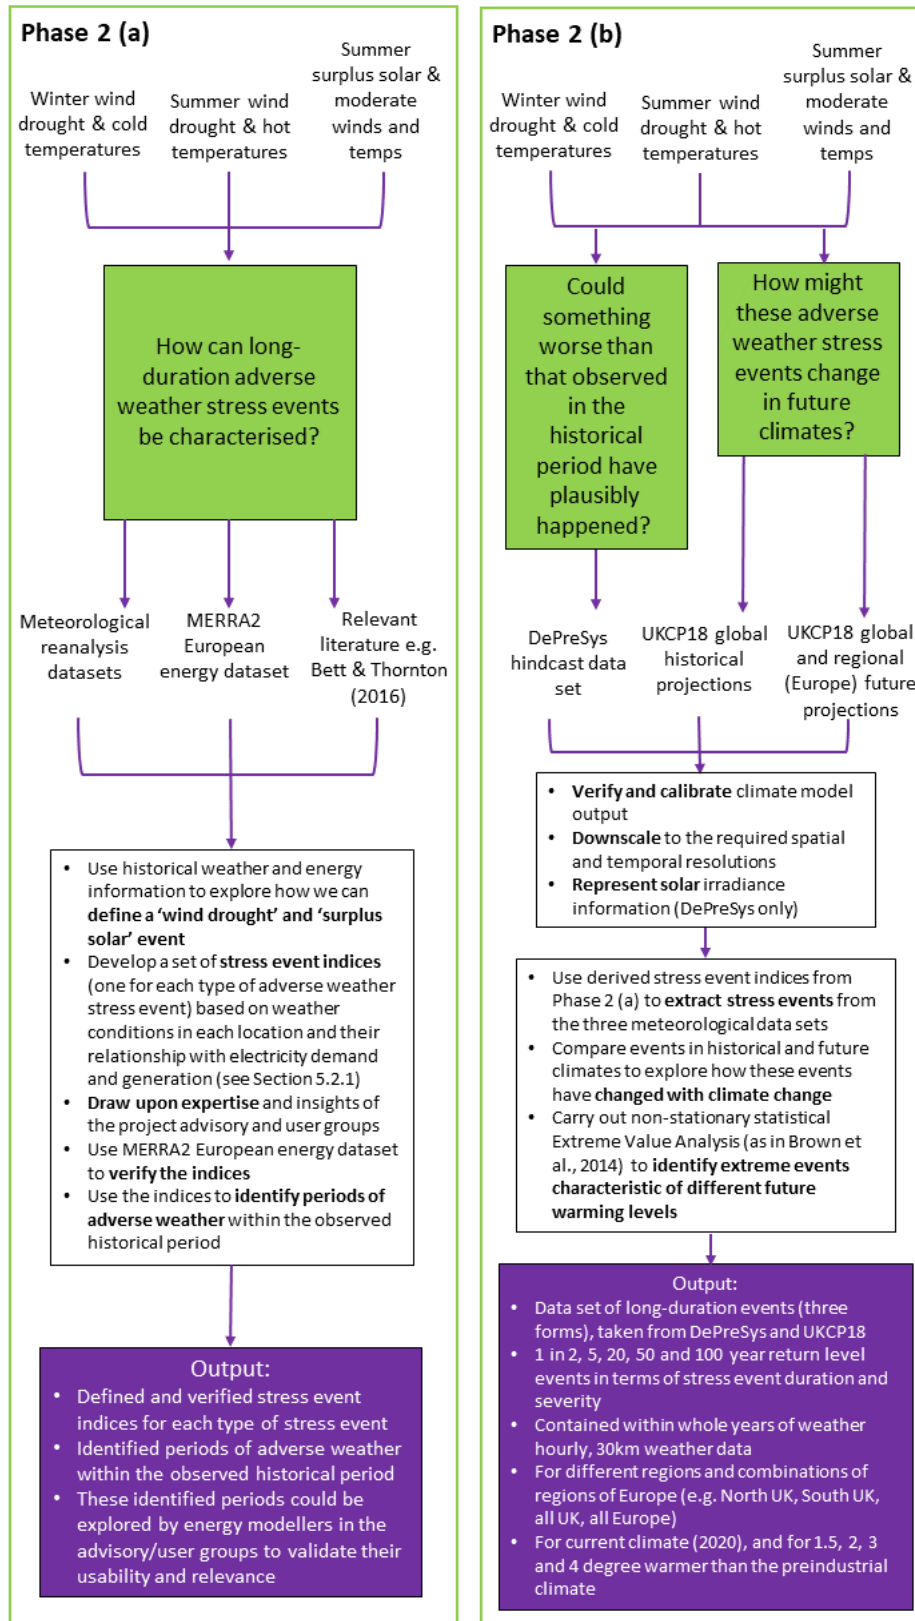 Phase 2 (a)
Winter wind
drought & cold
temperatures
Summer wind
drought & hot
temperatures
Summer
surplus solar &
moderate
winds and
temps
How can long-
duration adverse
weather stress events
be characterised?
Meteorological
reanalysis
datasets
MERRA2
European
energy dataset
Relevant
literature e.g.
Bett & Thornton
(2016)
• Use historical weather and energy
information to explore how we can
define a ‘wind drought’ and ‘surplus
solar’ event
• Develop a set of stress event indices
(one for each type of adverse weather
stress event) based on weather
conditions in each location and their
relationship with electricity demand
and generation (see Section 5.2.1)
• Draw upon expertise and insights of
the project advisory and user groups
• Use MERRA2 European energy dataset
to verify the indices
• Use the indices to identify periods of
adverse weather within the observed
historical period
Output:
• Defined and verified stress event
indices for each type of stress event
• Identified periods of adverse weather
within the observed historical period
• These identified periods could be
explored by energy modellers in the
advisory/user groups to validate their
usability and relevance
Phase 2 (b)
Winter wind
drought & cold
temperatures
Summer wind
drought & hot
temperatures
Summer
surplus solar &
moderate
winds and
temps
Could
something
worse than
that observed
in the
historical
period have
plausibly
happened?
How might
these adverse
weather stress
events change
in future
climates?
DePreSys
hindcast data
set
UKCP18 global
historical
projections
UKCP18 global
and regional
(Europe) future
projections
• Verify and calibrate climate model
output
• Downscale to the required spatial
and temporal resolutions
• Represent solar irradiance
information (DePreSys only)
• Use derived stress event indices from
Phase 2 (a) to extract stress events from
the three meteorological data sets
• Compare events in historical and future
climates to explore how these events
have changed with climate change
• Carry out non-stationary statistical
Extreme Value Analysis (as in Brown et
al., 2014) to identify extreme events
characteristic of different future
warming levels
Output:
• Data set of long-duration events (three
forms), taken from DePreSys and UKCP18
• 1 in 2, 5, 20, 50 and 100 year return level
events in terms of stress event duration and
severity
• Contained within whole years of weather
hourly, 30km weather data
• For different regions and combinations of
regions of Europe (e.g. North UK, South UK,
all UK, all Europe)
• For current climate (2020), and for 1.5, 2, 3
and 4 degree warmer than the preindustrial
climate